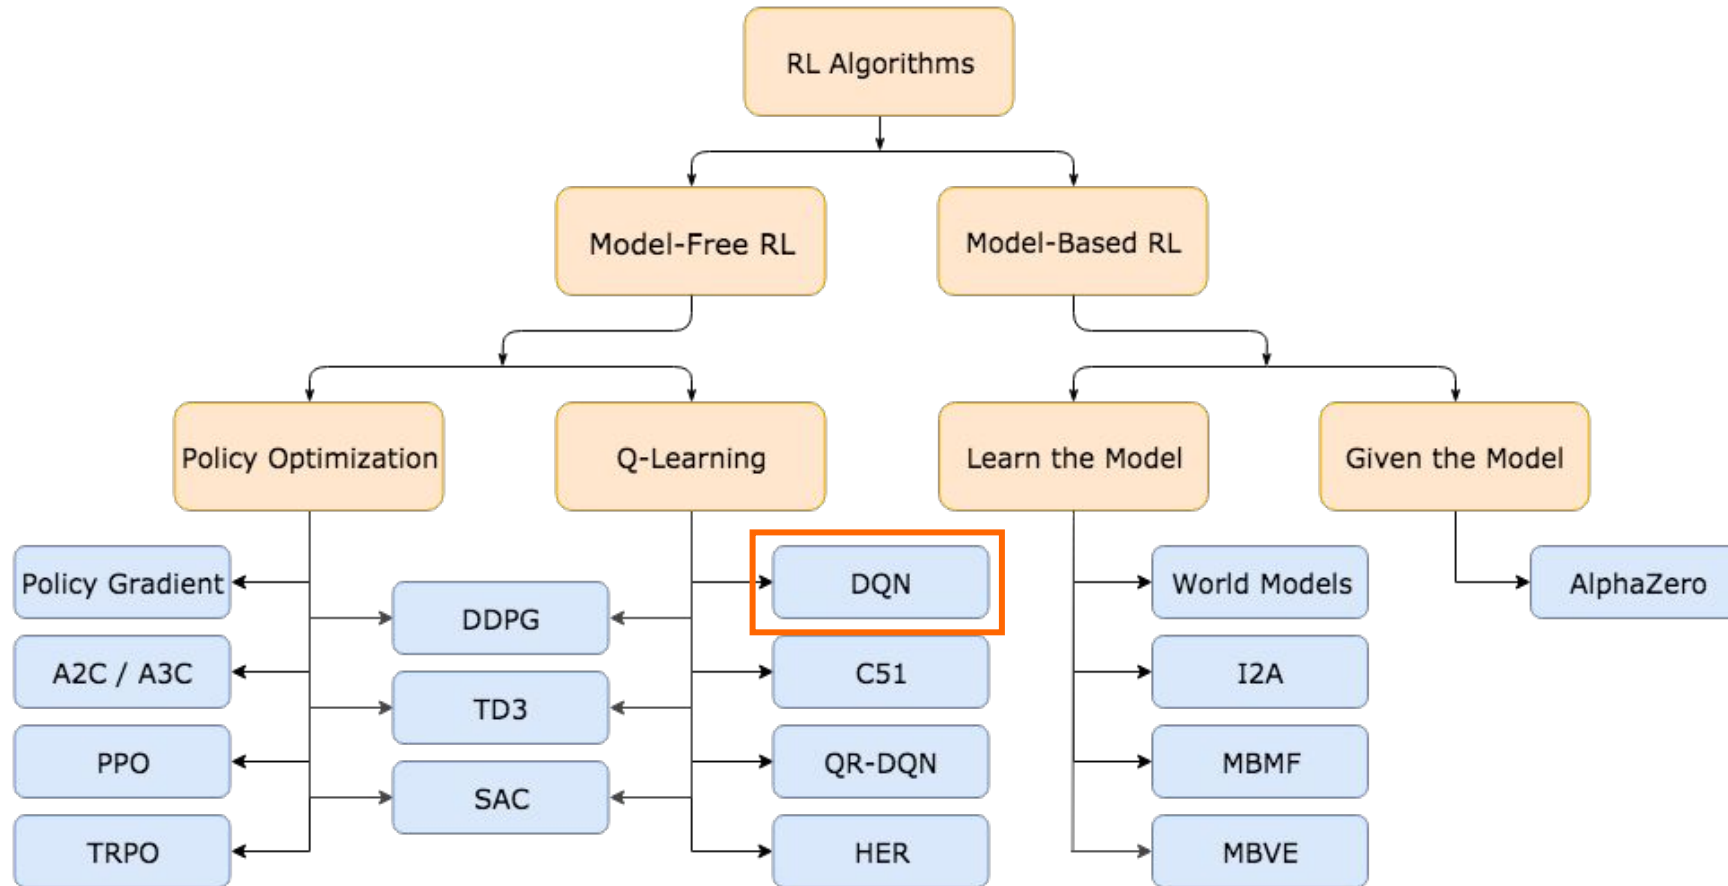 RL Algorithms
Model-Free RL
Model-Based RL
Policy Optimization
Q-Learning
Learn the Model
Given the Model
Policy Gradient
DDPG
DQN
World Models
AlphaZero
A2C / A3C
TD3
C51
I2A
PPO
SAC
QR-DQN
MBMF
TRPO
HER
MBVE